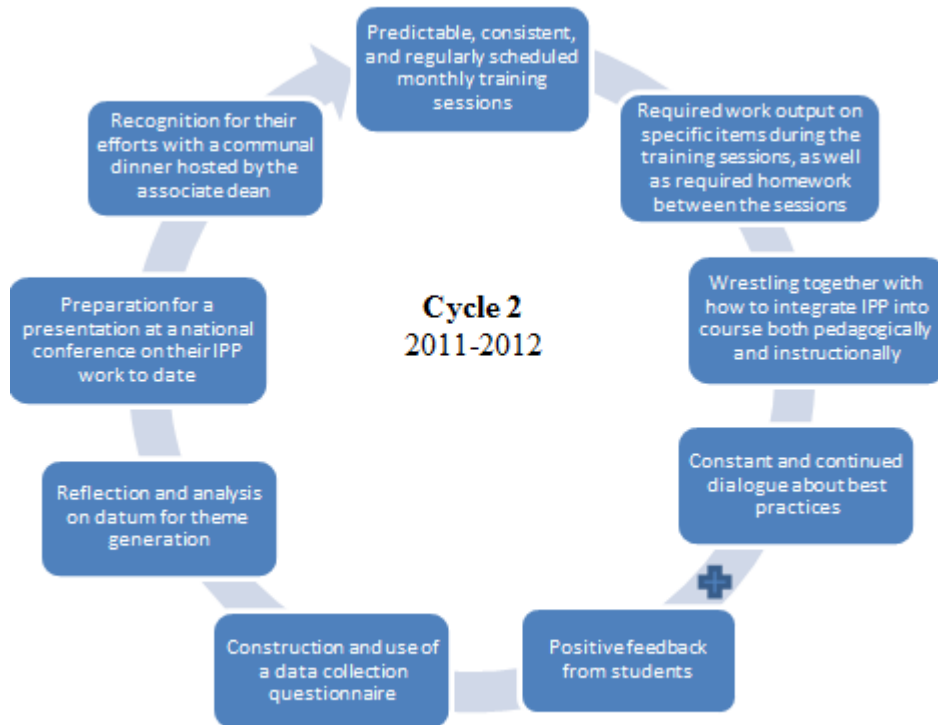 Predictable, consistent,
and regularly scheduled
monthly training
sessions
Required work output on
specific items during the
training sessions, as well
as required homework
between the sessions
Wrestling together with
how to integrate IPP into
course both pedagogically
and instructionally
Constant and continued
dialogue about best
practices
Positive feedback
from students
Construction and use of
a data collection
questionnaire
Reflection and analysis
on datum for theme
generation
Preparation for a
presentation at a national
conference on their IPP
work to date
Recognition for their
efforts with a communal
dinner hosted by the
associate dean
Cycle 2
2011-2012